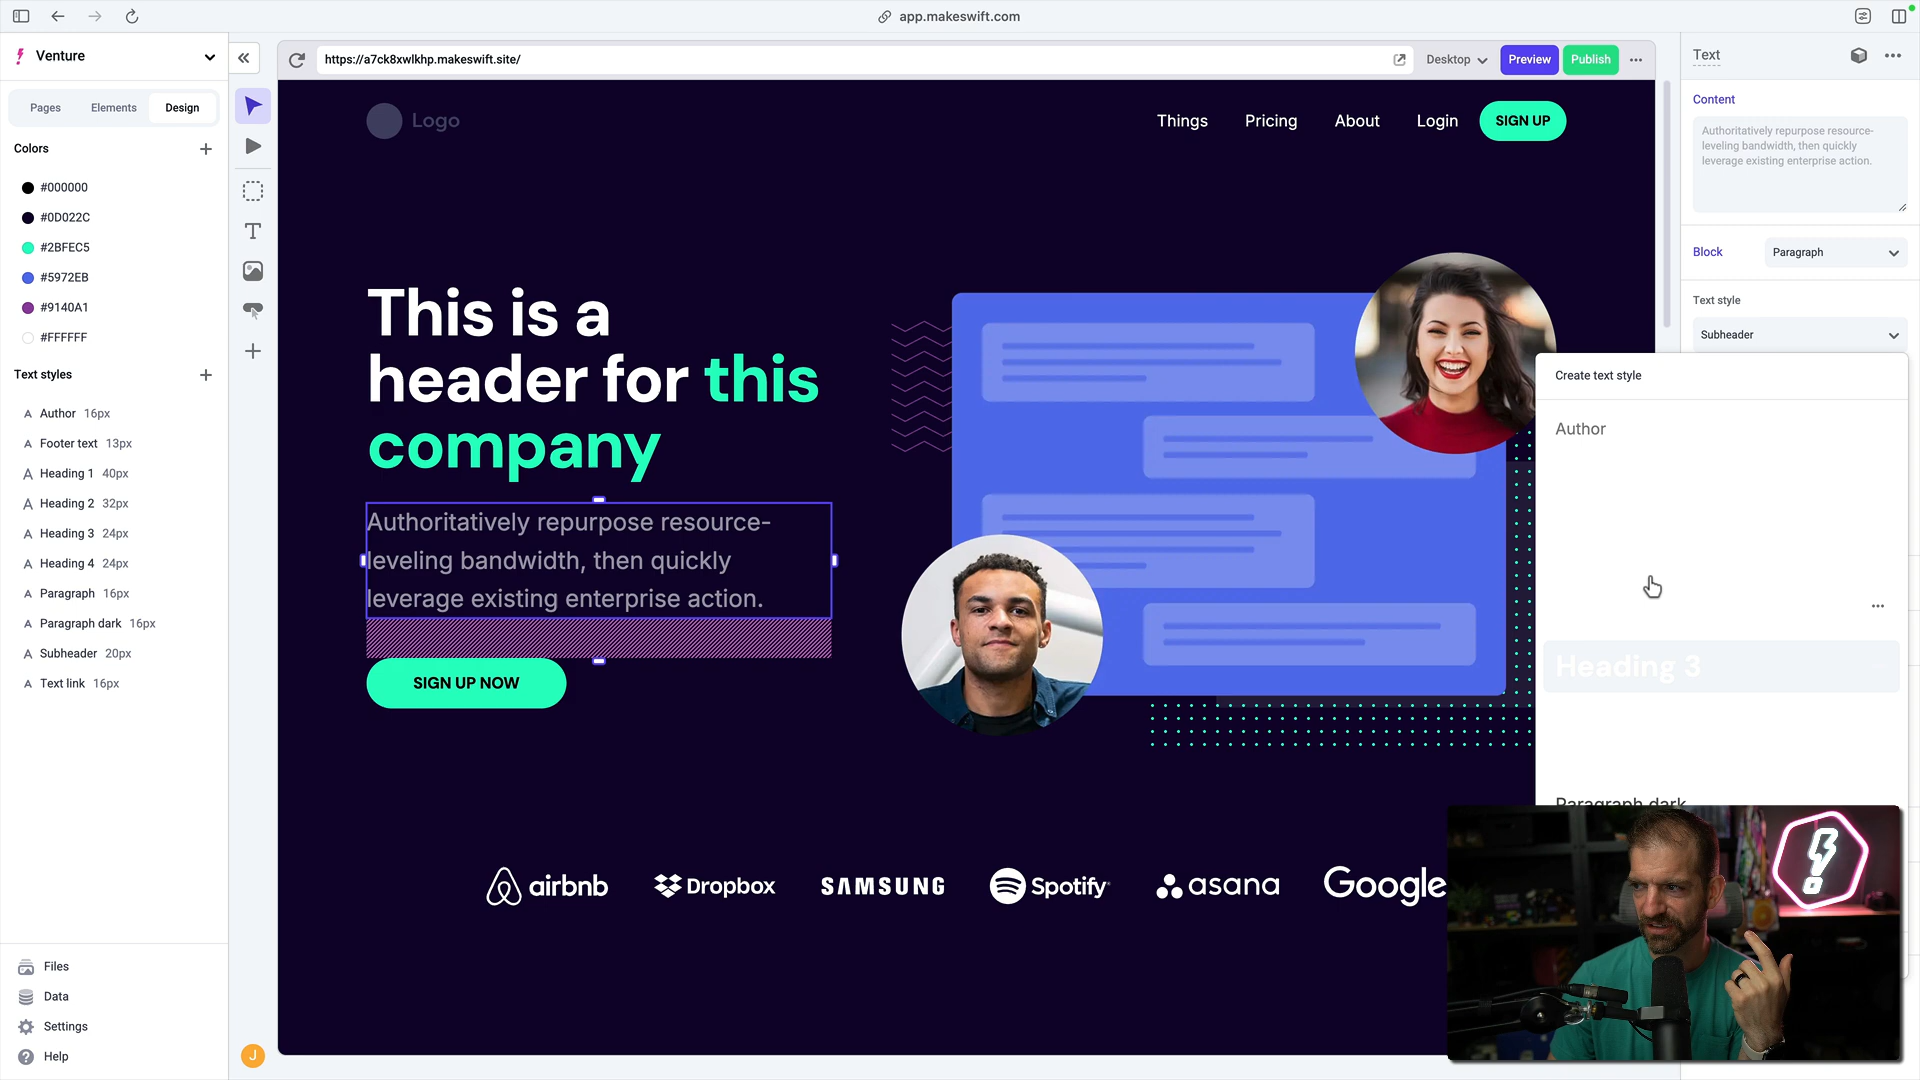 app.makeswift.com
Venture
https://a7ck8xwlkhp.makeswift.site/
Desktop
Preview
Publish
Text
Pages
Elements
Design
Colors
#000000
#0D022C
#2BFEC5
#5972EB
#9140A1
#FFFFFF
Text styles
Author 16px
Footer text 13px
Heading 1 40px
Heading 2 32px
Heading 3 24px
Heading 4 24px
Paragraph 16px
Paragraph dark 16px
Subheader 20px
Text link 16px
Files
Data
Settings
Help
J
Logo
Things
Pricing
About
Login
SIGN UP
This is a
header for this
company
Authoritatively repurpose resource-
leveling bandwidth, then quickly
leverage existing enterprise action.
SIGN UP NOW
airbnb
Dropbox
SAMSUNG
Spotify
asana
Google
Content
Authoritatively repurpose resource-
leveling bandwidth, then quickly
leverage existing enterprise action.
Block
Paragraph
Text style
Subheader
Create text style
Author
Heading 3
Paragraph dark